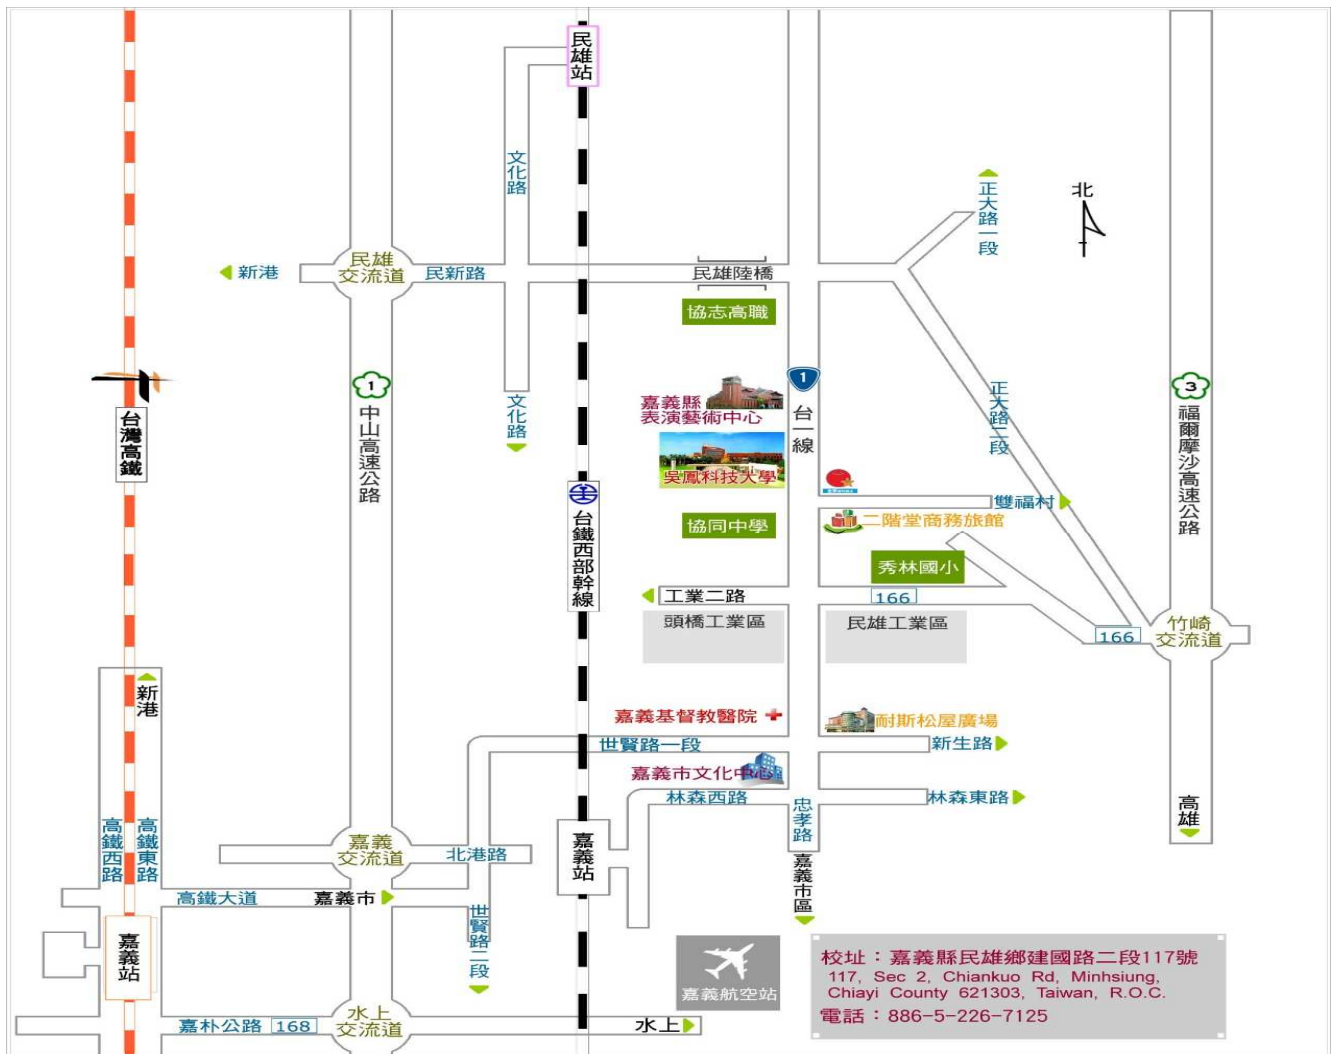 民雄站
文化路
正大路一段
北
新港
民雄
交流道
民新路
民雄陸橋
協志高職
1
中山高速公路
文化路
嘉義縣
表演藝術中心
1
台一線
正大路二段
3
福爾摩沙高速公路
台灣高鐵
吳鳳科技大學
台鐵西部幹線
雙福村
二階堂商務旅館
協同中學
秀林國小
工業二路
166
頭橋工業區
民雄工業區
166
竹崎
交流道
新港
嘉義基督教醫院
耐斯松屋廣場
世賢路一段
新生路
嘉義市文化中心
林森西路
忠孝路
林森東路
高雄
高鐵西路
高鐵東路
嘉義
交流道
北港路
嘉義站
嘉義市區
高鐵大道
嘉義市
世賢路二段
嘉義站
嘉義航空站
校址：嘉義縣民雄鄉建國路二段117號
117, Sec 2, Chiankuo Rd, Minhsiung,
Chiayi County 621303, Taiwan, R.O.C.
電話：886-5-226-7125
嘉朴公路 168
水上
交流道
水上